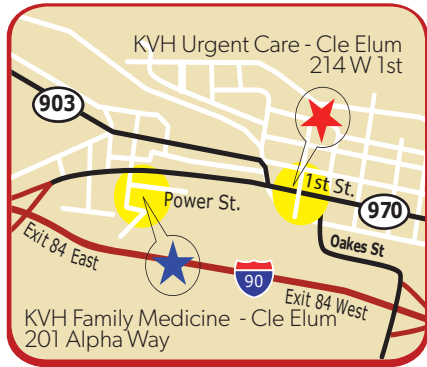 KVH Urgent Care - Cle Elum
214 W 1st
903
1st St.
970
Power St.
Oakes St
Exit 84 East
90
Exit 84 West
KVH Family Medicine - Cle Elum
201 Alpha Way